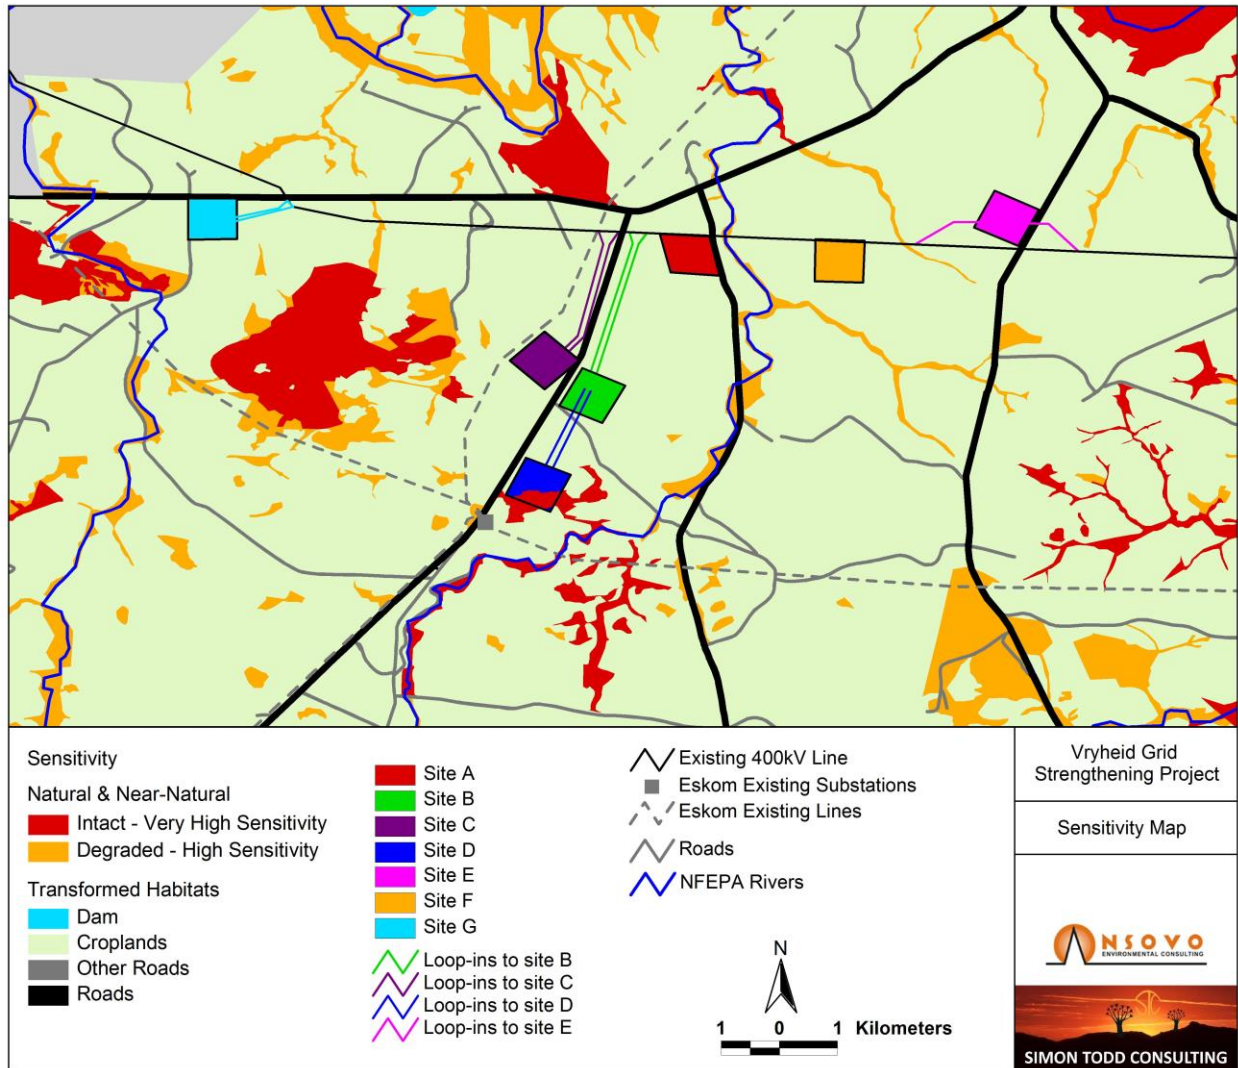 Sensitivity
Natural & Near-Natural
Intact - Very High Sensitivity
Degraded - High Sensitivity
Transformed Habitats
Dam
Croplands
Other Roads
Roads
Site A
Site B
Site C
Site D
Site E
Site F
Site G
Loop-ins to site B
Loop-ins to site C
Loop-ins to site D
Loop-ins to site E
Existing 400kV Line
Eskom Existing Substations
Eskom Existing Lines
Roads
NFEPA Rivers
N
1 0 1 Kilometers
Vryheid Grid
Strengthening Project
Sensitivity Map
NSOVO
ENVIRONMENTAL CONSULTING
SIMON TODD CONSULTING